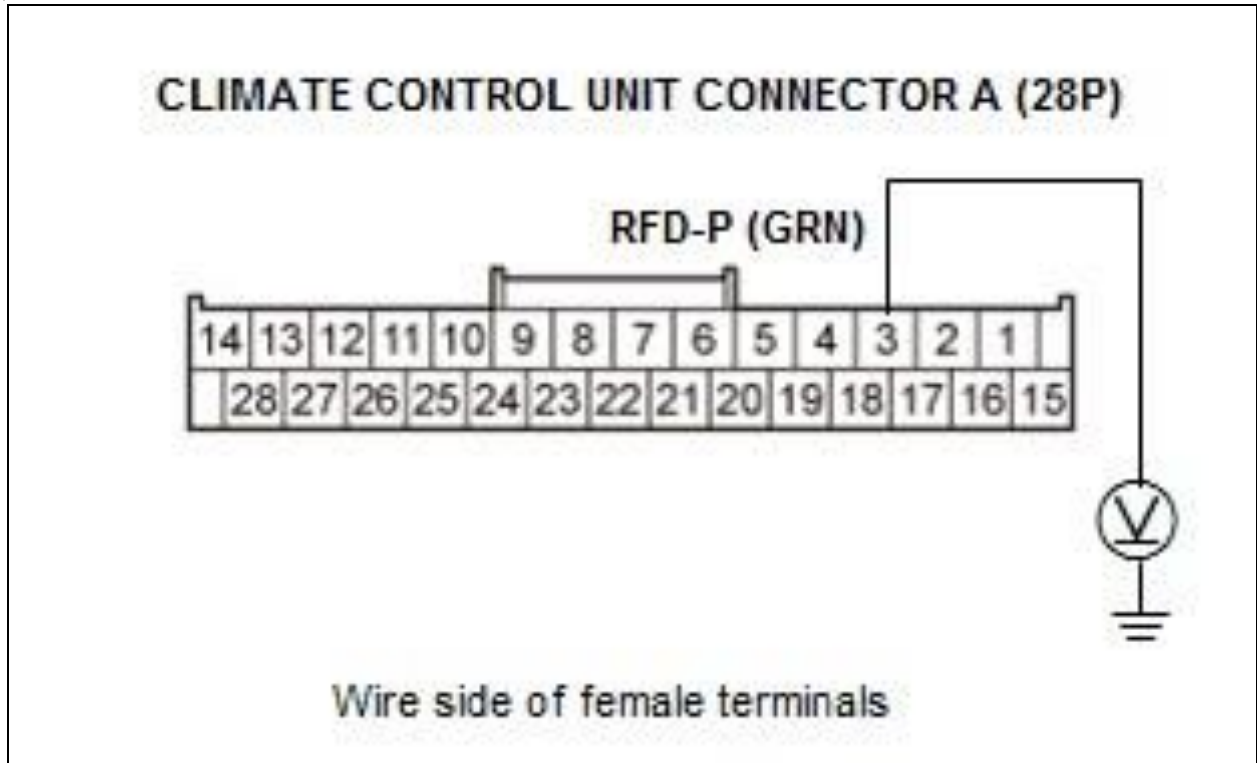 CLIMATE CONTROL UNIT CONNECTOR A (28P)
RFD-P (GRN)
14 13 12 11 10 9 8 7 6 5 4 3 2 1
28 27 26 25 24 23 22 21 20 19 18 17 16 15
V
Wire side of female terminals